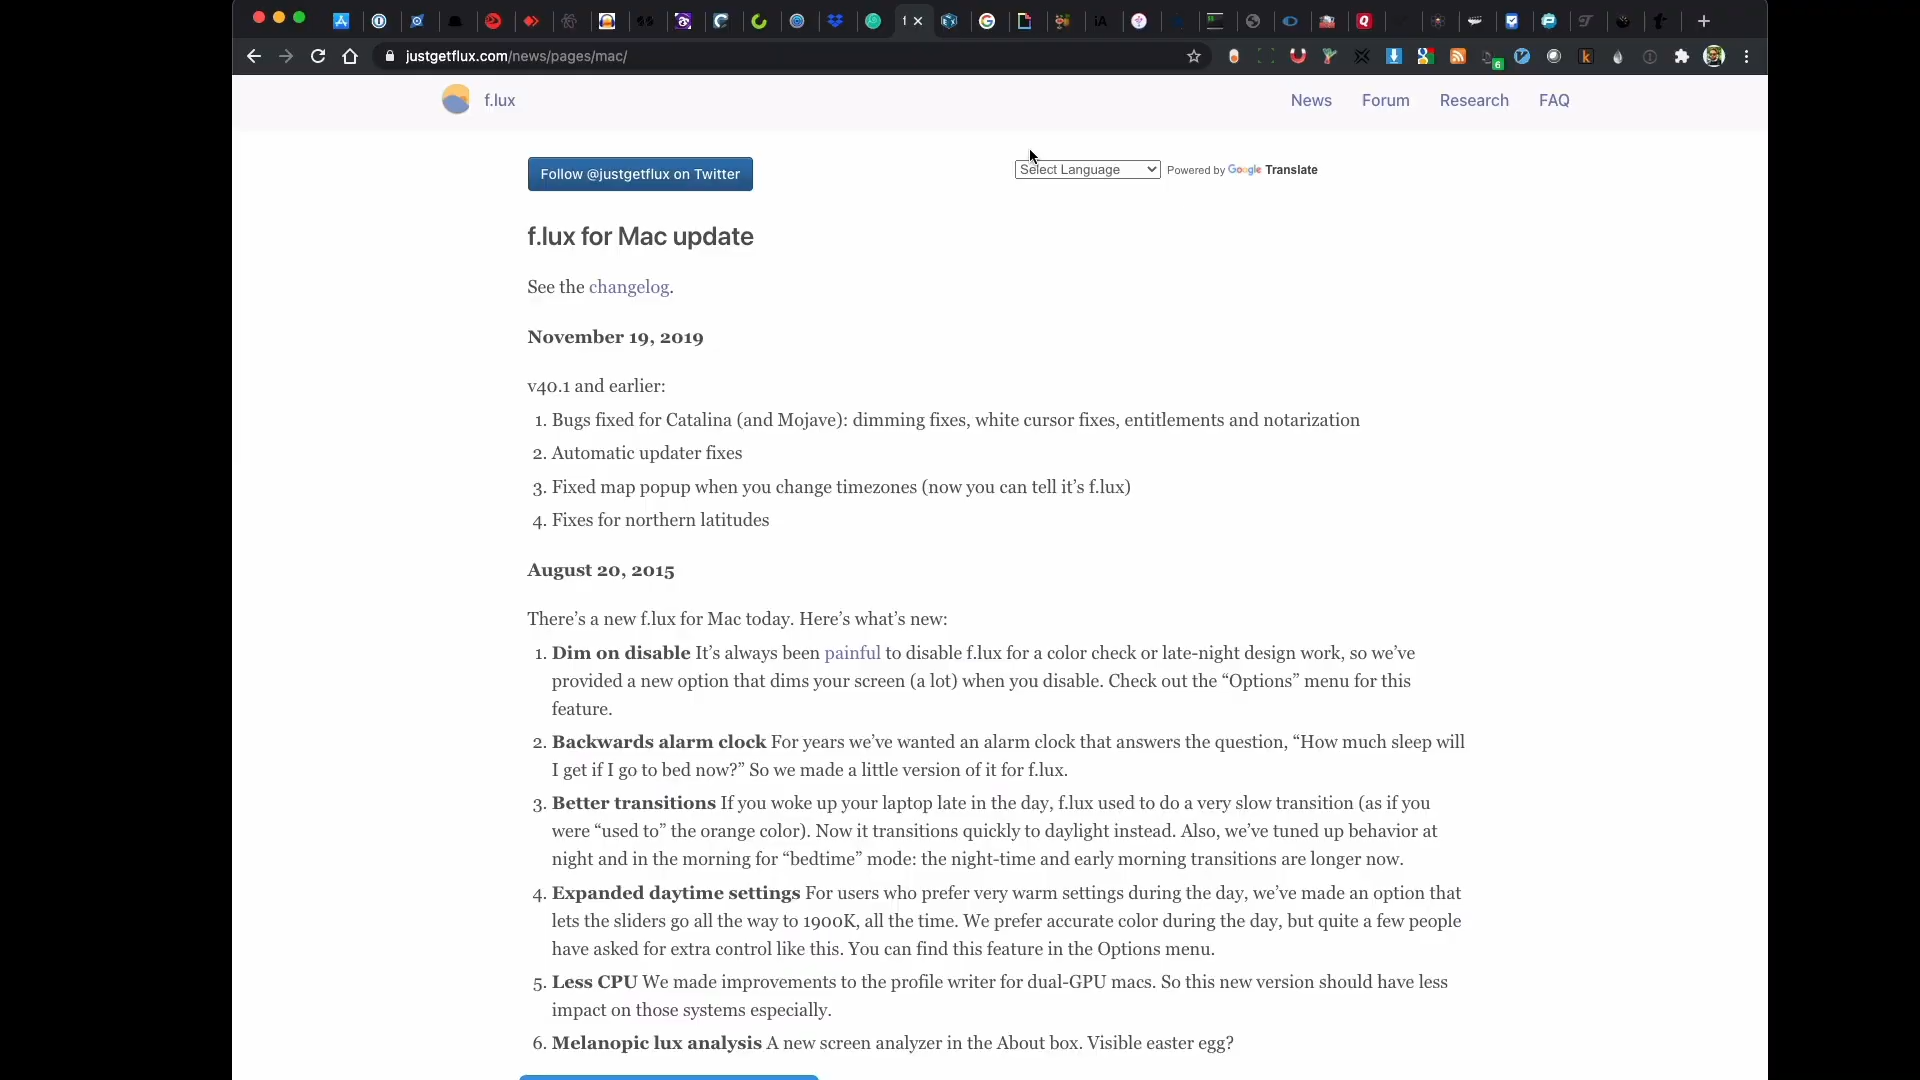 justgetflux.com/news/pages/mac/
f.lux
News
Forum
Research
FAQ
Follow @justgetflux on Twitter
Select Language
Powered by Google Translate
f.lux for Mac update
See the changelog.
November 19, 2019
v40.1 and earlier:
1. Bugs fixed for Catalina (and Mojave): dimming fixes, white cursor fixes, entitlements and notarization
2. Automatic updater fixes
3. Fixed map popup when you change timezones (now you can tell it’s f.lux)
4. Fixes for northern latitudes
August 20, 2015
There’s a new f.lux for Mac today. Here’s what’s new:
1. Dim on disable It’s always been painful to disable f.lux for a color check or late-night design work, so we’ve
provided a new option that dims your screen (a lot) when you disable. Check out the “Options” menu for this
feature.
2. Backwards alarm clock For years we’ve wanted an alarm clock that answers the question, “How much sleep will
I get if I go to bed now?” So we made a little version of it for f.lux.
3. Better transitions If you woke up your laptop late in the day, f.lux used to do a very slow transition (as if you
were “used to” the orange color). Now it transitions quickly to daylight instead. Also, we’ve tuned up behavior at
night and in the morning for “bedtime” mode: the night-time and early morning transitions are longer now.
4. Expanded daytime settings For users who prefer very warm settings during the day, we’ve made an option that
lets the sliders go all the way to 1900K, all the time. We prefer accurate color during the day, but quite a few people
have asked for extra control like this. You can find this feature in the Options menu.
5. Less CPU We made improvements to the profile writer for dual-GPU macs. So this new version should have less
impact on those systems especially.
6. Melanopic lux analysis A new screen analyzer in the About box. Visible easter egg?